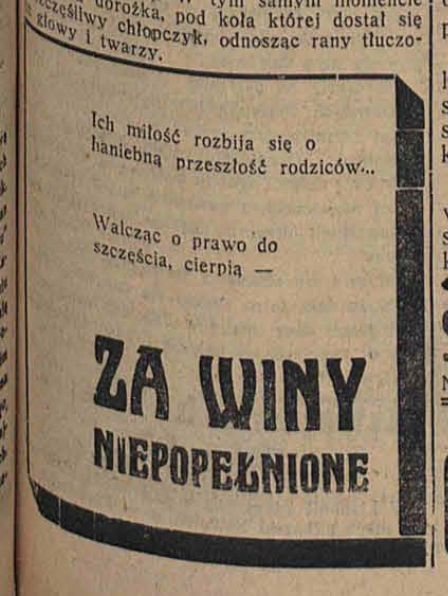 dorożka, pod koła której dostał się
chłopczyk, odnosząc rany tłuczo-
głowy i twarzy.
Ich miłość rozbija się o
haniebną przeszłość rodziców...
Walcząc o prawo do
szczęścia, cierpią —
ZA WINY
NIEPOPEŁNIONE